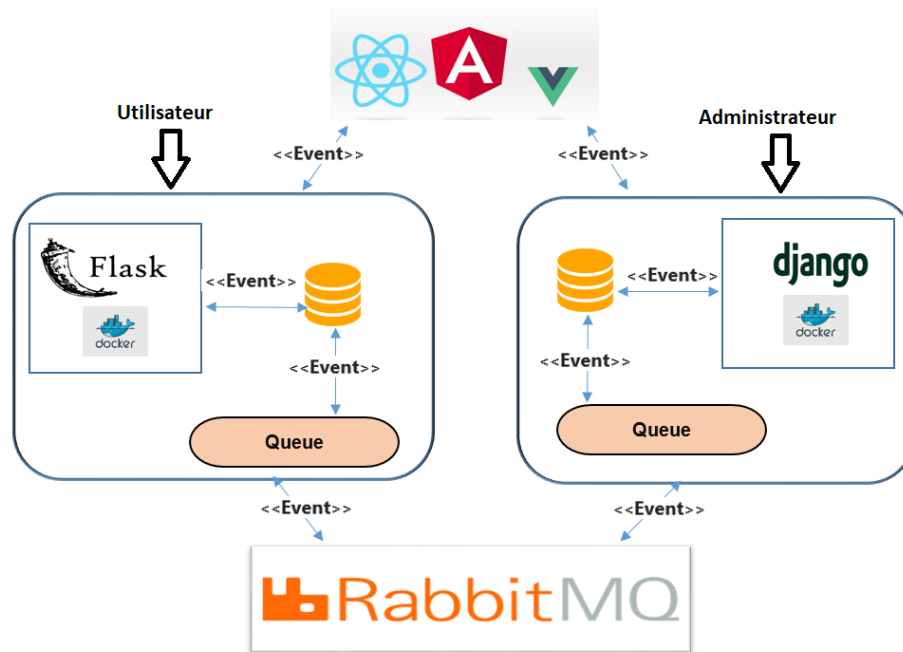 Utilisateur
Administrateur
<<Event>>
<<Event>>
Flask
docker
<<Event>>
<<Event>>
Queue
<<Event>>
django
docker
<<Event>>
Queue
<<Event>>
<<Event>>
RabbitMQ